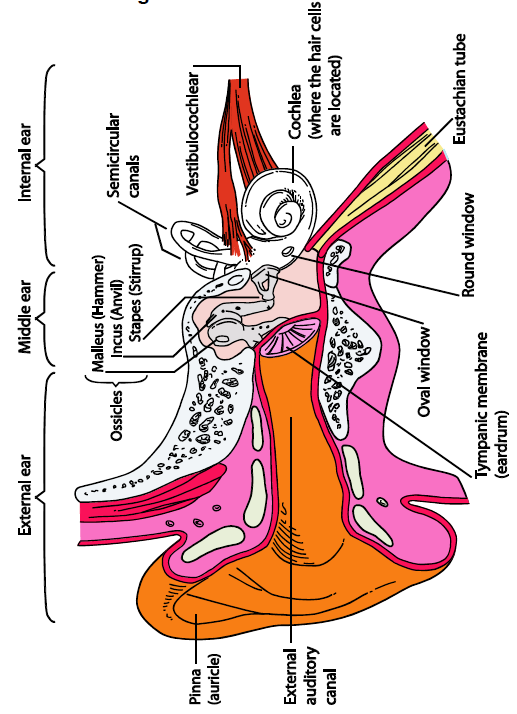 External ear
Middle ear
Internal ear
Ossicles
Malleus (Hammer)
Incus (Anvil)
Stapes (Stirrup)
Semicircular
canals
Vestibulocochlear
Cochlea
(where the hair cells
are located)
Pinna
(auricle)
External
auditory
canal
Tympanic membrane
(eardrum)
Oval window
Round window
Eustachian tube